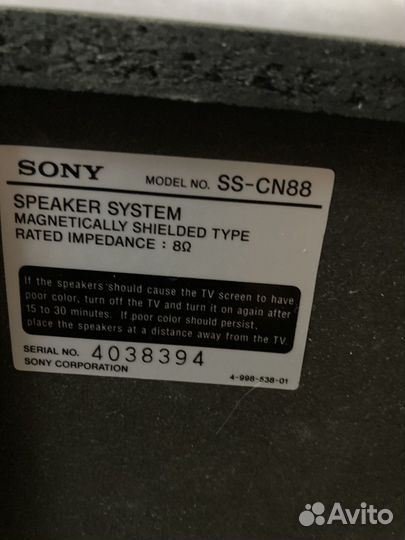 SONY MODEL NO. SS-CN88
SPEAKER SYSTEM
MAGNETICALLY SHIELDED TYPE
RATED IMPEDANCE : 8Ω
If the speakers should cause the TV screen to have
poor color, turn off the TV and turn it on again after
15 to 30 minutes. If poor color should persist,
place the speakers at a distance away from the TV.
SERIAL NO. 4038394
SONY CORPORATION 4-998-538-01
Avito